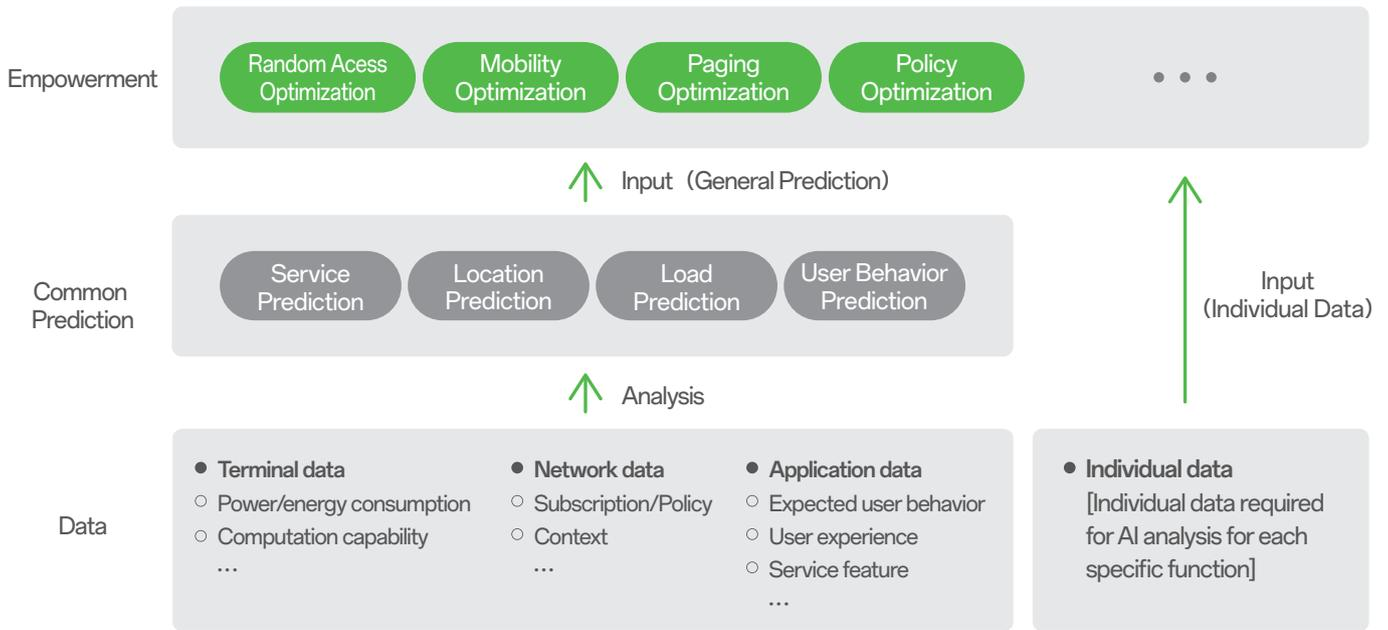 Empowerment
Random Acess
Optimization
Mobility
Optimization
Paging
Optimization
Policy
Optimization
• • •
Input（General Prediction）
Common
Prediction
Service
Prediction
Location
Prediction
Load
Prediction
User Behavior
Prediction
Input
（Individual Data）
Analysis
Data
● Terminal data
○ Power/energy consumption
○ Computation capability
...
● Network data
○ Subscription/Policy
○ Context
...
● Application data
○ Expected user behavior
○ User experience
○ Service feature
...
● Individual data
[Individual data required
for AI analysis for each
specific function]